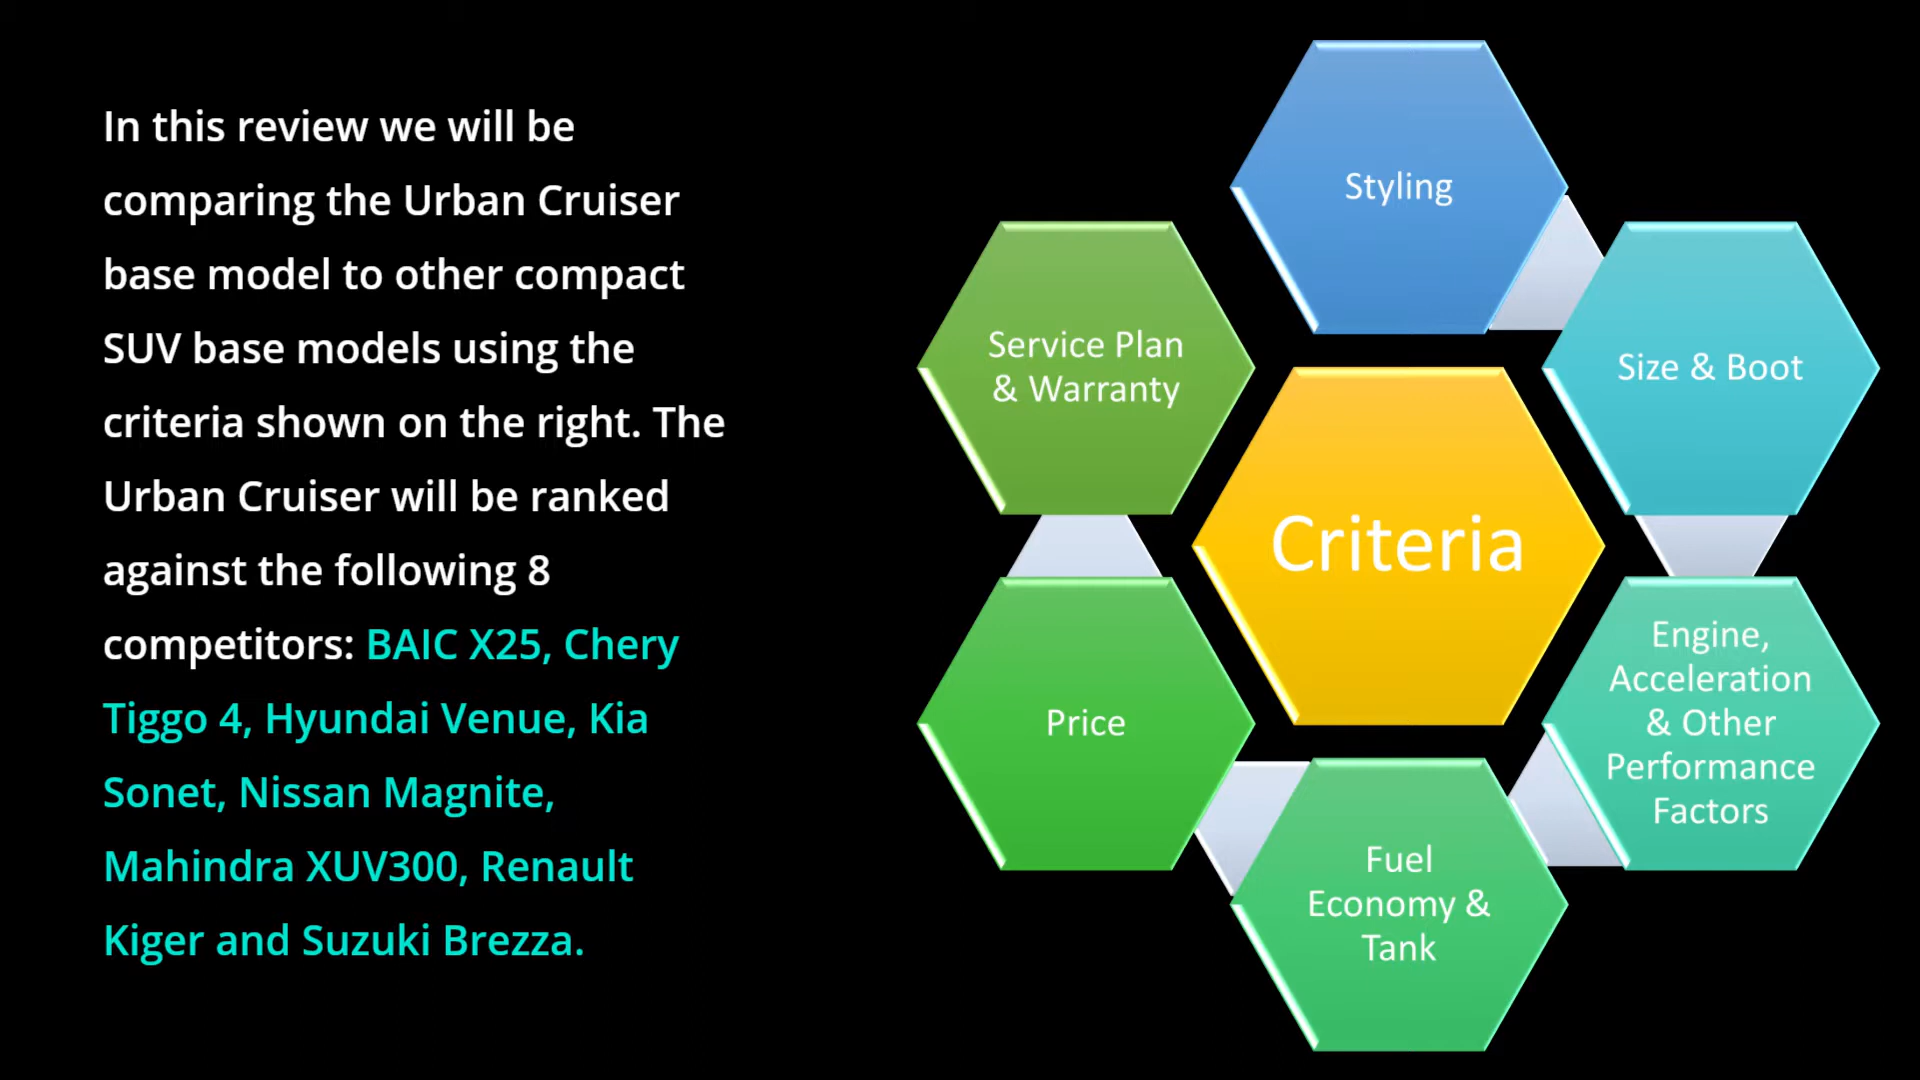 In this review we will be
comparing the Urban Cruiser
base model to other compact
SUV base models using the
criteria shown on the right. The
Urban Cruiser will be ranked
against the following 8
competitors: BAIC X25, Chery
Tiggo 4, Hyundai Venue, Kia
Sonet, Nissan Magnite,
Mahindra XUV300, Renault
Kiger and Suzuki Brezza.
Styling
Size & Boot
Engine,
Acceleration
& Other
Performance
Factors
Fuel
Economy &
Tank
Price
Service Plan
& Warranty
Criteria